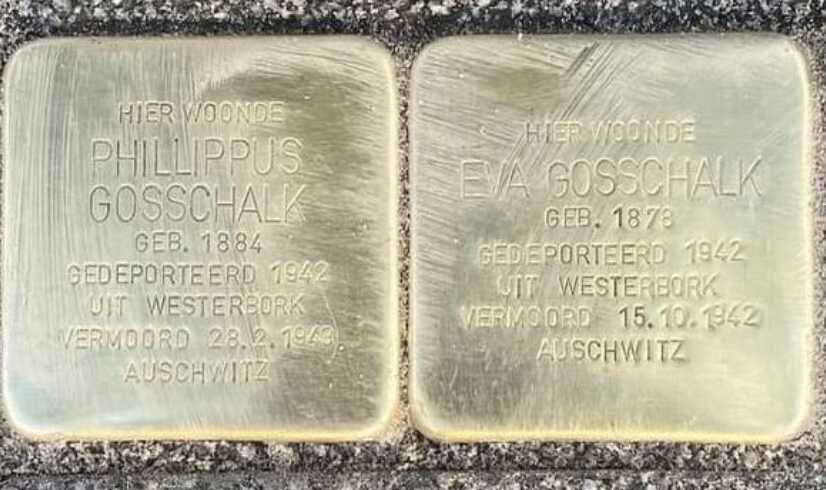 HIER WOONDE
PHILLIPPUS
GOSSCHALK
GEB. 1884
GEDEPORTEERD 1942
UIT WESTERBORK
VERMOORD 28.2.1943
AUSCHWITZ
HIER WOONDE
EVA GOSSCHALK
GEB. 1878
GEDEPORTEERD 1942
UIT WESTERBORK
VERMOORD 15.10.1942
AUSCHWITZ